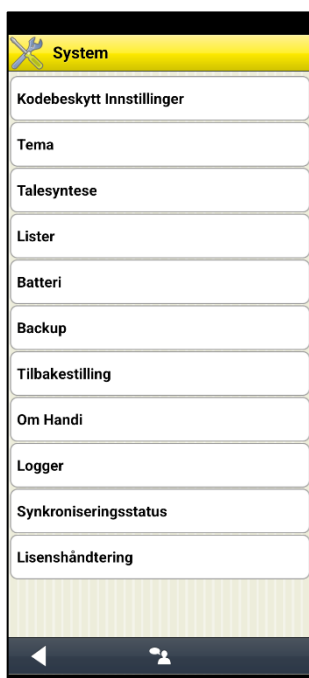 System
Kodebeskytt Innstillinger
Tema
Talesyntese
Lister
Batteri
Backup
Tilbakestilling
Om Handi
Logger
Synkroniseringsstatus
Lisenshåndtering